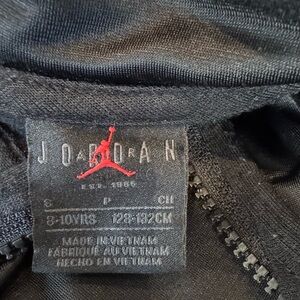 JORDAN
EST. 1985
S P CH
8-10YRS 128-132CM
MADE IN VIETNAM
FABRIQUÉ AU VIETNAM
HECHO EN VIETNAM